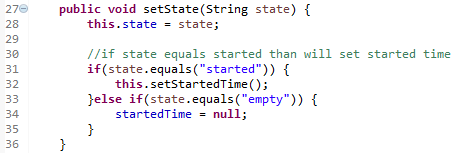 27 public void setState(String state) {
28 this.state = state;
29
30 //if state equals started than will set started time
31 if(state.equals("started")) {
32 this.setStartedTime();
33 }else if(state.equals("empty")) {
34 startedTime = null;
35 }
36 }